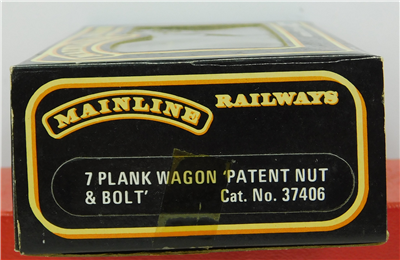 MAINLINE RAILWAYS
7 PLANK WAGON 'PATENT NUT
& BOLT' Cat. No. 37406